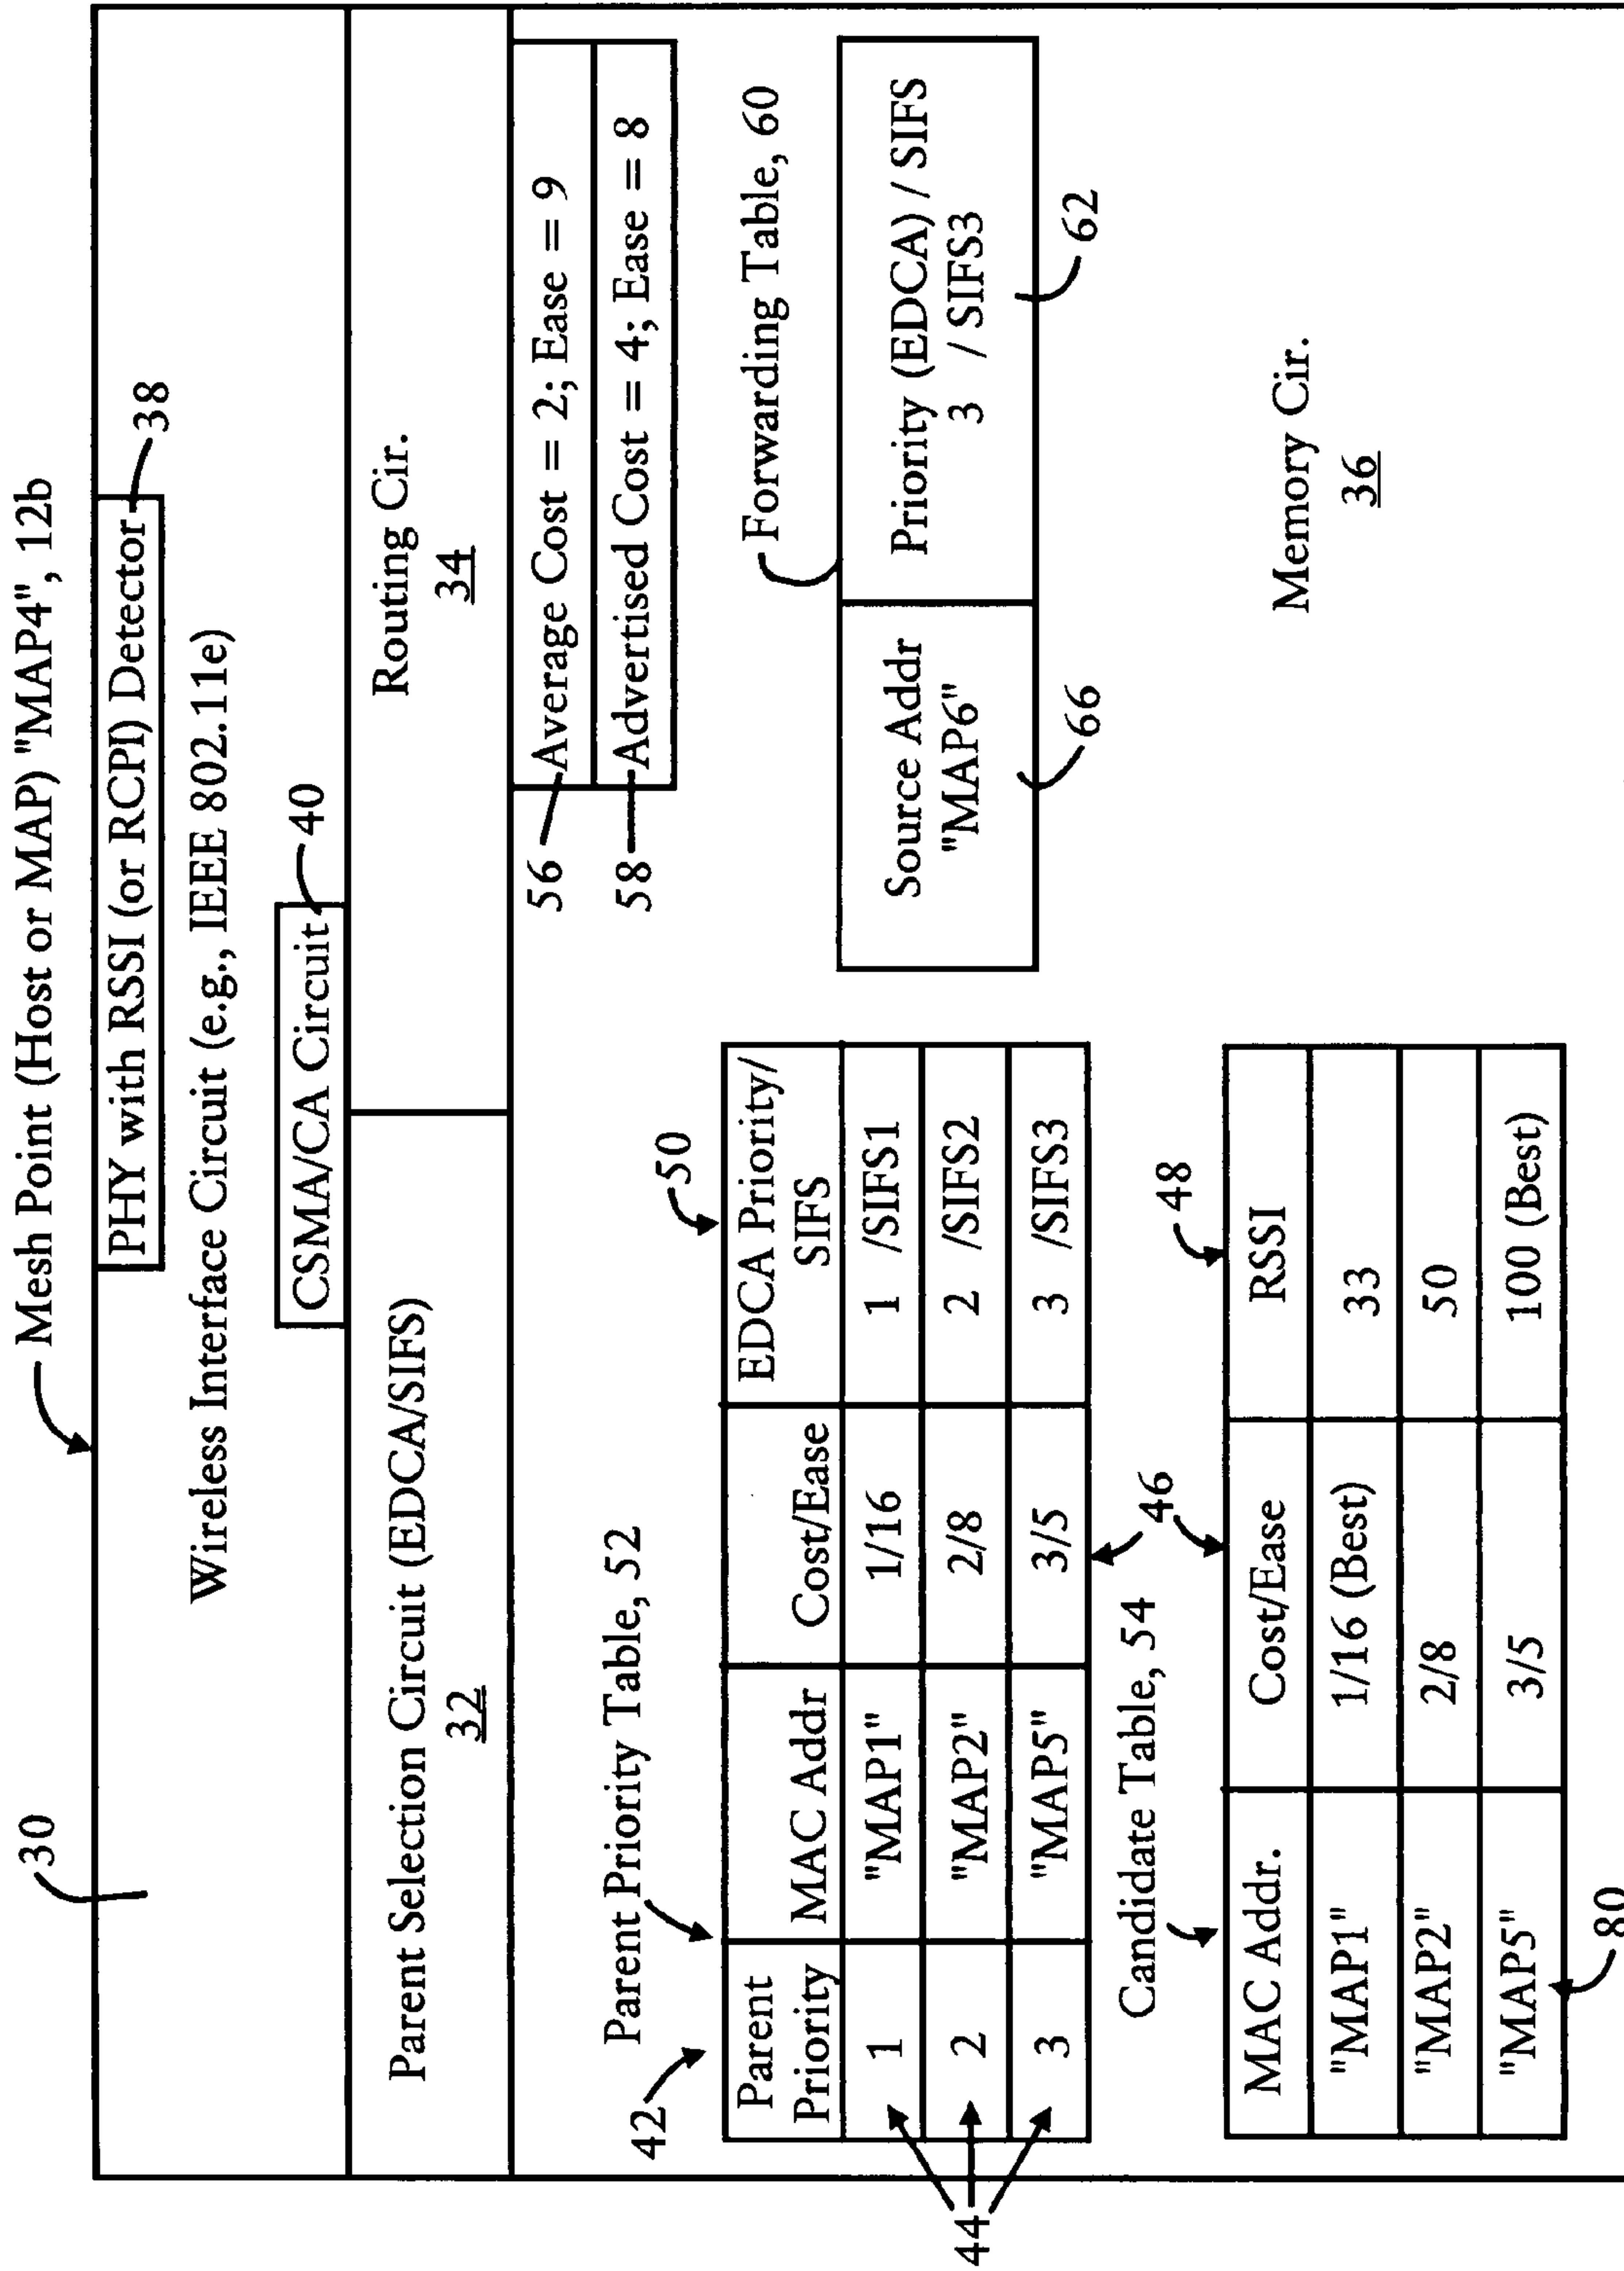 Mesh Point (Host or MAP) "MAP4", 12b
30
PHY with RSSI (or RCPI) Detector
38
Wireless Interface Circuit (e.g., IEEE 802.11e)
CSMA/CA Circuit
40
Parent Selection Circuit (EDCA/SIFS)
32
Routing Cir.
34
56
Average Cost = 2; Ease = 9
58
Advertised Cost = 4; Ease = 8
Parent Priority Table, 52
42
50
Parent Priority MAC Addr Cost/Ease EDCA Priority/ SIFS
1 "MAP1" 1/16 1 /SIFS1
2 "MAP2" 2/8 2 /SIFS2
3 "MAP5" 3/5 3 /SIFS3
44
46
Forwarding Table, 60
Source Addr
"MAP6"
Priority (EDCA) / SIFS
3 / SIFS3
66
62
Candidate Table, 54
48
MAC Addr. Cost/Ease RSSI
"MAP1" 1/16 (Best) 33
"MAP2" 2/8 50
"MAP5" 3/5 100 (Best)
80
Memory Cir.
36